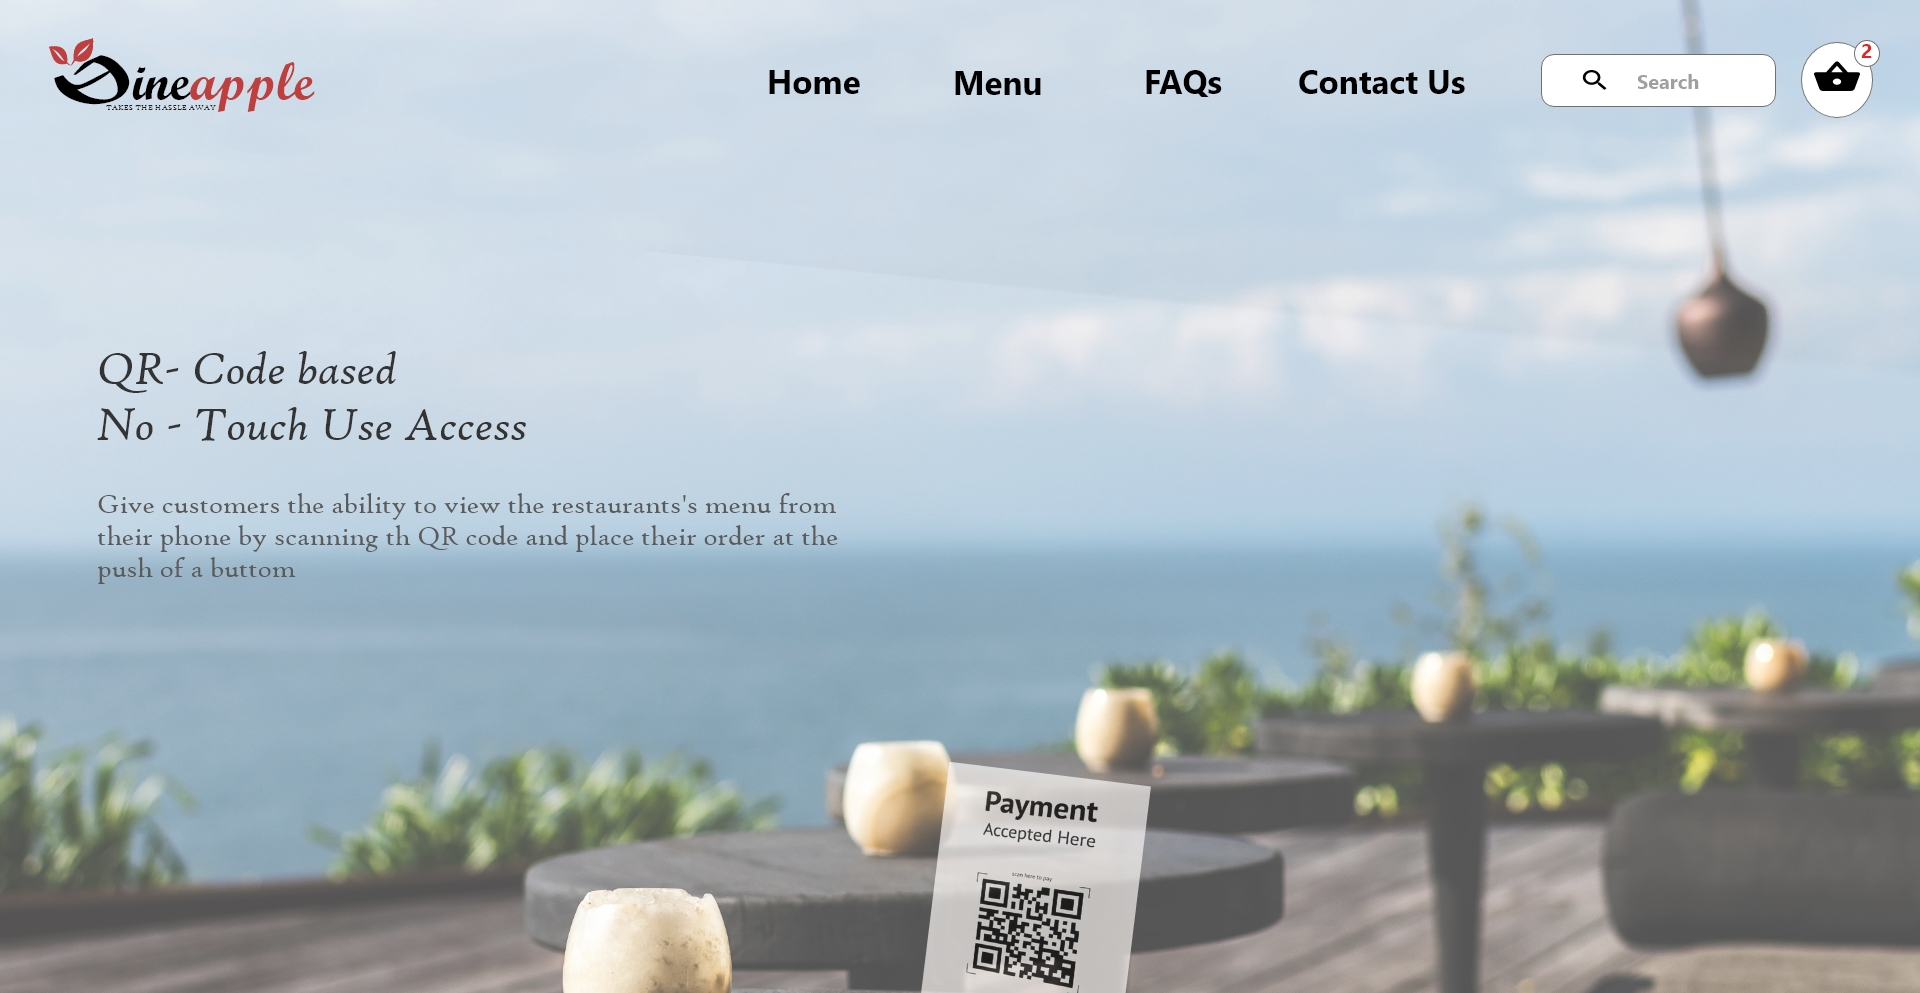 Dineapple
TAKES THE HASSLE AWAY
Home
Menu
FAQs
Contact Us
Search
2
QR- Code based
No - Touch Use Access
Give customers the ability to view the restaurants's menu from
their phone by scanning th QR code and place their order at the
push of a buttom
Payment
Accepted Here
scan here to pay